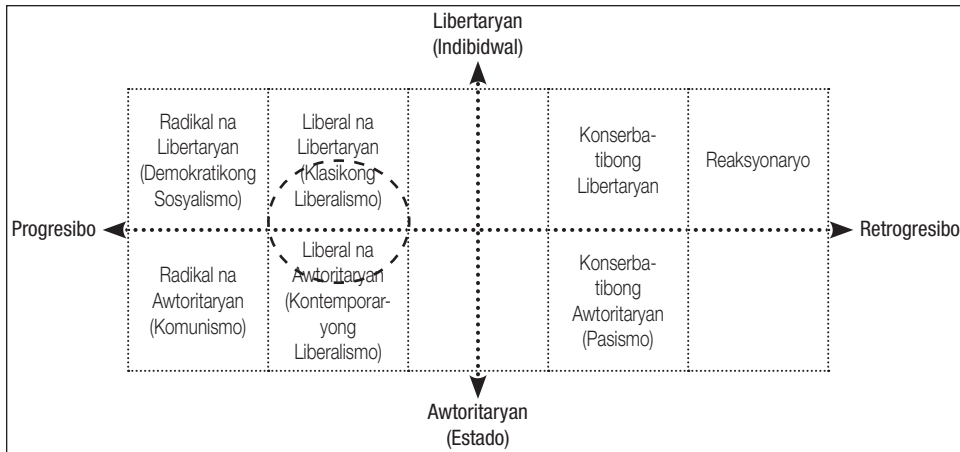 Libertaryan
(Indibidwal)
Radikal na
Libertaryan
(Demokratikong
Sosyalismo)
Liberal na
Libertaryan
(Klasikong
Liberalismo)
Konserba-
tibong
Libertaryan
Reaksyonaryo
Progresibo
Retrogresibo
Radikal na
Awtoritaryan
(Komunismo)
Liberal na
Awtoritaryan
(Kontemporar-
yong
Liberalismo)
Konserba-
tibong
Awtoritaryan
(Pasismo)
Awtoritaryan
(Estado)